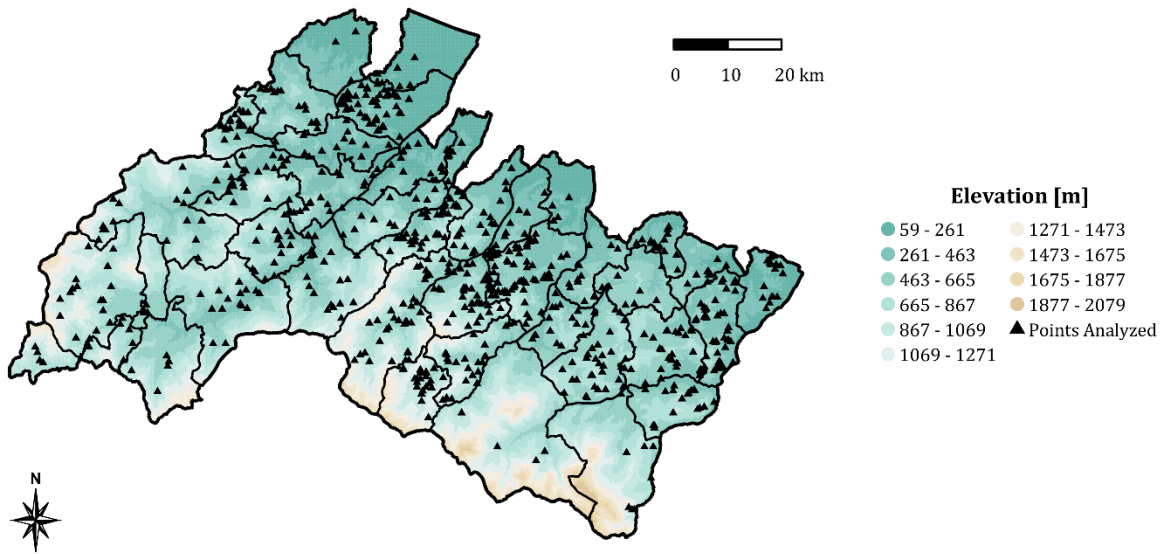 0 10 20 km
Elevation [m]
59 - 261
261 - 463
463 - 665
665 - 867
867 - 1069
1069 - 1271
1271 - 1473
1473 - 1675
1675 - 1877
1877 - 2079
Points Analyzed
N